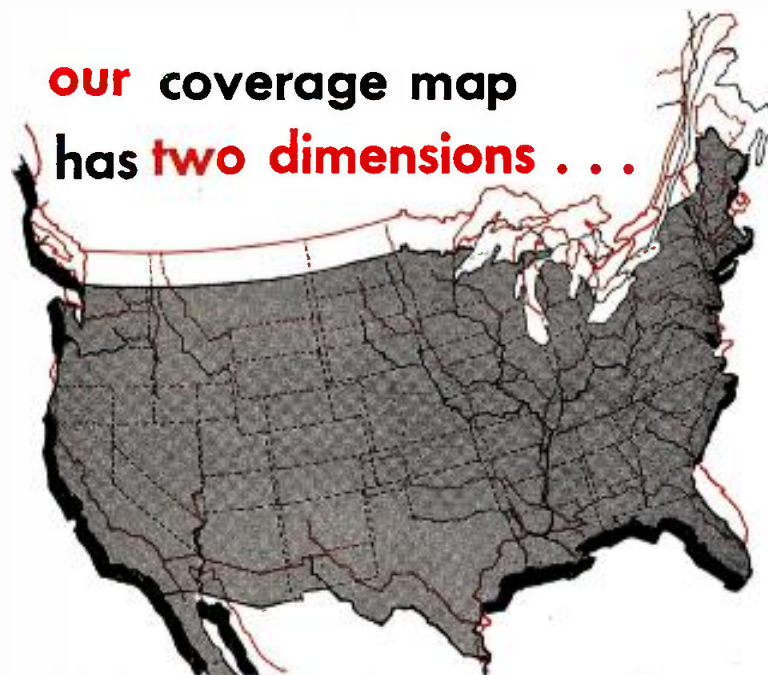 our coverage map
has two dimensions . . .